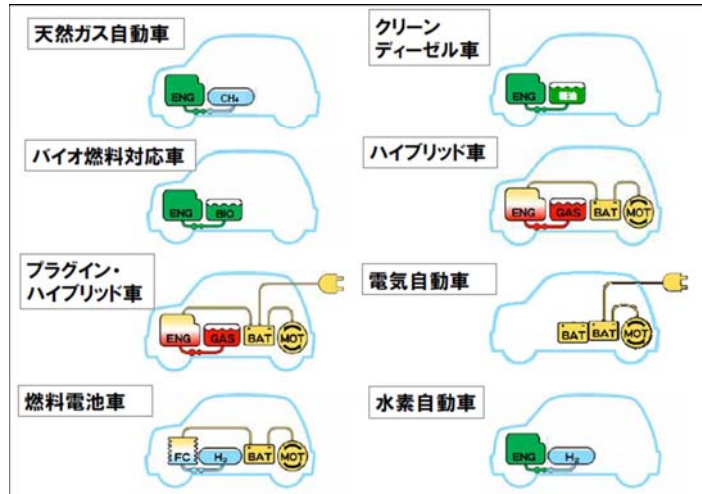 天然ガス自動車
ENG CH₄
クリーン
ディーゼル車
ENG 軽油
バイオ燃料対応車
ENG BIO
ハイブリッド車
ENG GAS BAT MOT
プラグイン・
ハイブリッド車
ENG GAS BAT MOT
電気自動車
BAT BAT MOT
燃料電池車
FC H₂ BAT MOT
水素自動車
ENG H₂